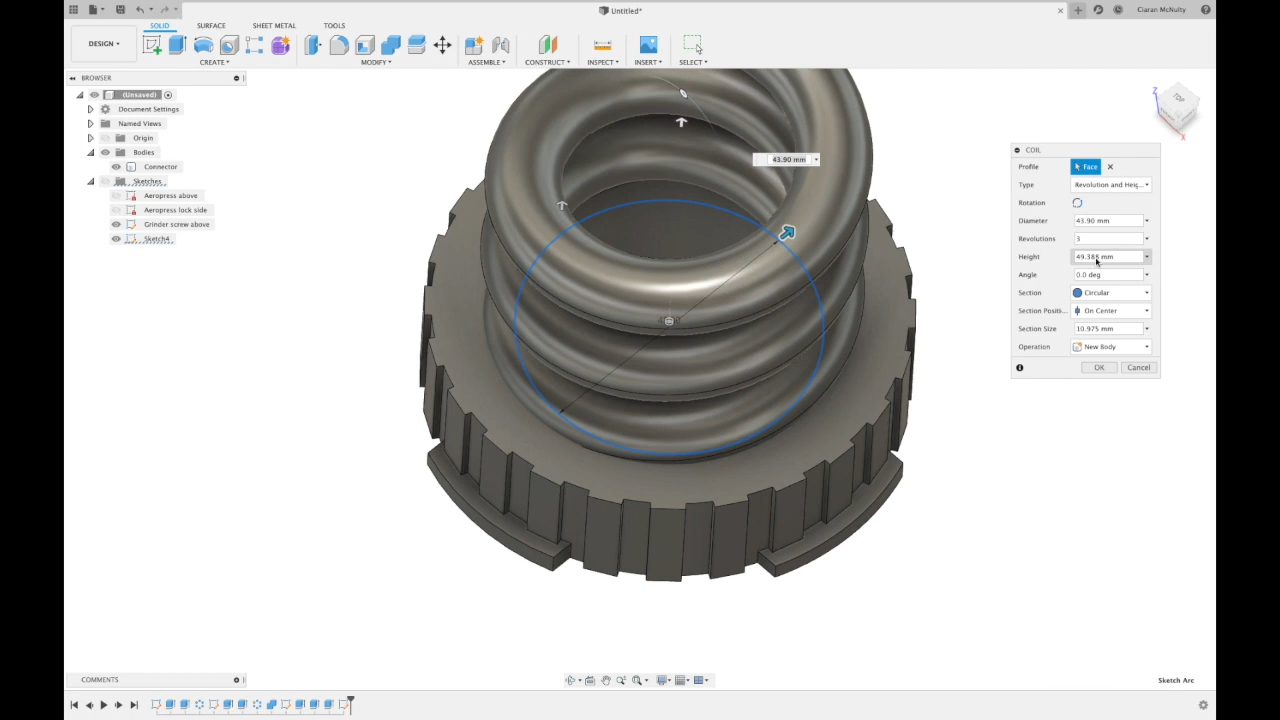 Untitled*
Ciaran McNulty
DESIGN
SOLID
SURFACE
SHEET METAL
TOOLS
CREATE
MODIFY
ASSEMBLE
CONSTRUCT
INSPECT
INSERT
SELECT
BROWSER
(Unsaved)
Document Settings
Named Views
Origin
Bodies
Connector
Sketches
Aeropress above
Aeropress lock side
Grinder screw above
Sketch4
43.90 mm
TOP
Z
X
COIL
Profile Face
Type Revolution and Heig...
Rotation
Diameter 43.90 mm
Revolutions 3
Height 49.388 mm
Angle 0.0 deg
Section Circular
Section Positi... On Center
Section Size 10.975 mm
Operation New Body
OK Cancel
COMMENTS
Sketch Arc